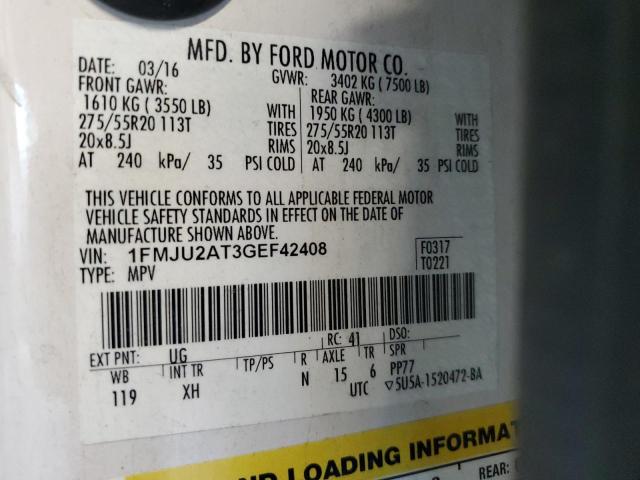 MFD. BY FORD MOTOR CO.
DATE: 03/16 GVWR: 3402 KG ( 7500 LB)
FRONT GAWR: REAR GAWR:
1610 KG ( 3550 LB) WITH 1950 KG ( 4300 LB) WITH
275/55R20 113T TIRES 275/55R20 113T TIRES
20x8.5J RIMS 20x8.5J RIMS
AT 240 kPa/ 35 PSI COLD AT 240 kPa/ 35 PSI COLD
THIS VEHICLE CONFORMS TO ALL APPLICABLE FEDERAL MOTOR
VEHICLE SAFETY STANDARDS IN EFFECT ON THE DATE OF
MANUFACTURE SHOWN ABOVE.
VIN: 1FMJU2AT3GEF42408 F0317
TYPE: MPV T0221
RC: 41 DSO:
EXT PNT: UG R AXLE TR SPR
WB INT TR TP/PS N 15 6 PP77
119 XH UTC ▽5U5A-1520472-BA
ND LOADING INFORMAT
REAR: